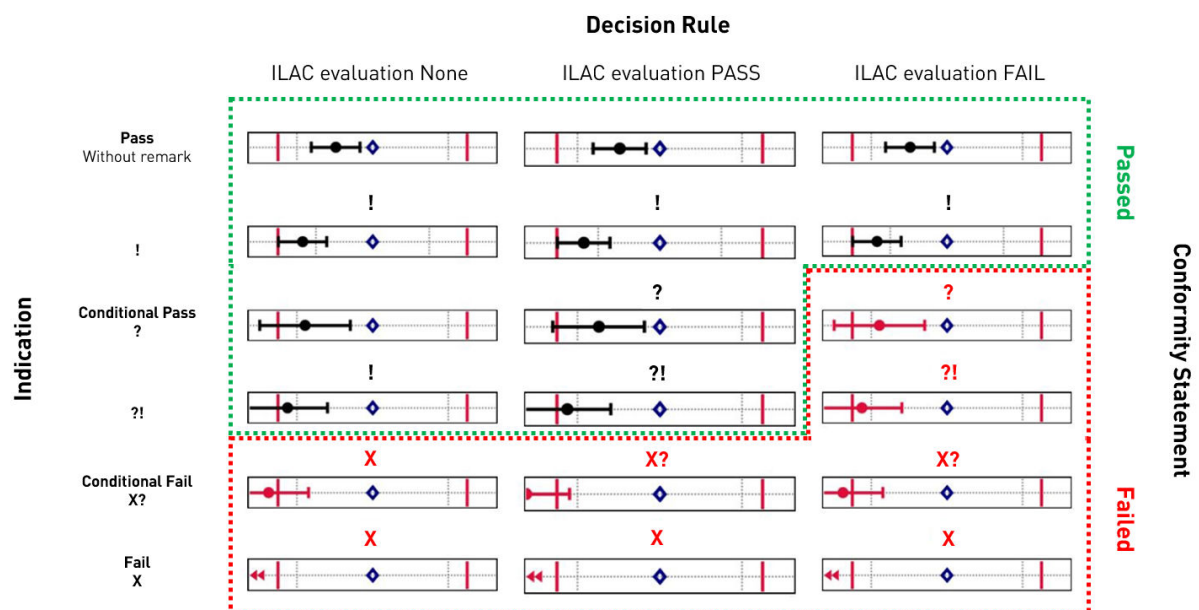 Decision Rule
ILAC evaluation None
ILAC evaluation PASS
ILAC evaluation FAIL
Pass
Without remark
!
!
!
!
Conditional Pass
?
?
?
?!
!
?!
?!
Conditional Fail
X?
X
X?
X?
Fail
X
X
X
X
Indication
Passed
Failed
Conformity Statement